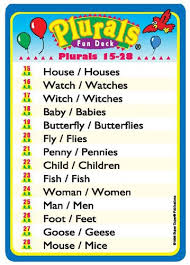 Plurals
Fun Deck
Plurals 15-28
15 House / Houses
16 Watch / Watches
17 Witch / Witches
18 Baby / Babies
19 Butterfly / Butterflies
20 Fly / Flies
21 Penny / Pennies
22 Child / Children
23 Fish / Fish
24 Woman / Women
25 Man / Men
26 Foot / Feet
27 Goose / Geese
28 Mouse / Mice